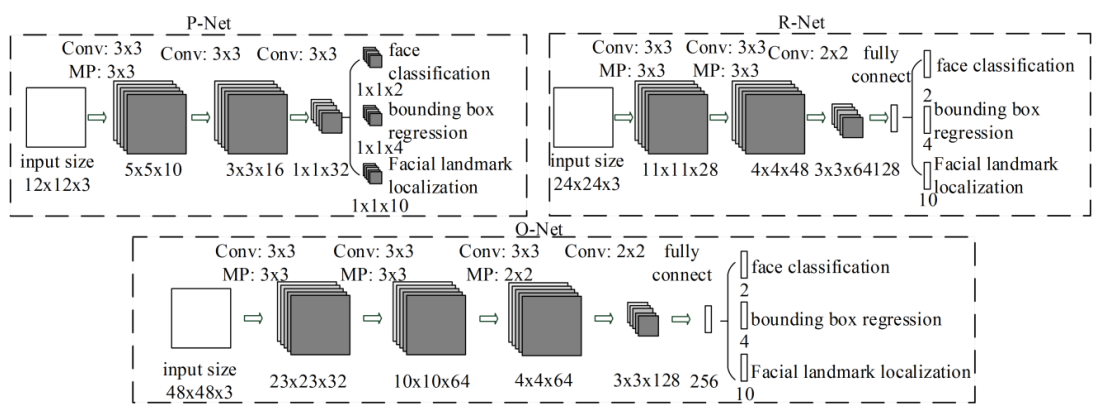 P-Net
Conv: 3x3 Conv: 3x3 Conv: 3x3
MP: 3x3
face
classification
1x1x2
bounding box
regression
1x1x4
Facial landmark
localization
1x1x10
input size
12x12x3
5x5x10 3x3x16 1x1x32
R-Net
Conv: 3x3 Conv: 3x3 Conv: 2x2 fully
MP: 3x3 MP: 3x3 connect
face classification
2
bounding box
regression
4
Facial landmark
localization
10
input size
24x24x3
11x11x28 4x4x48 3x3x64 128
O-Net
Conv: 3x3 Conv: 3x3 Conv: 3x3 Conv: 2x2 fully
MP: 3x3 MP: 3x3 MP: 2x2 connect
face classification
2
bounding box regression
4
Facial landmark localization
10
input size
48x48x3
23x23x32 10x10x64 4x4x64 3x3x128 256